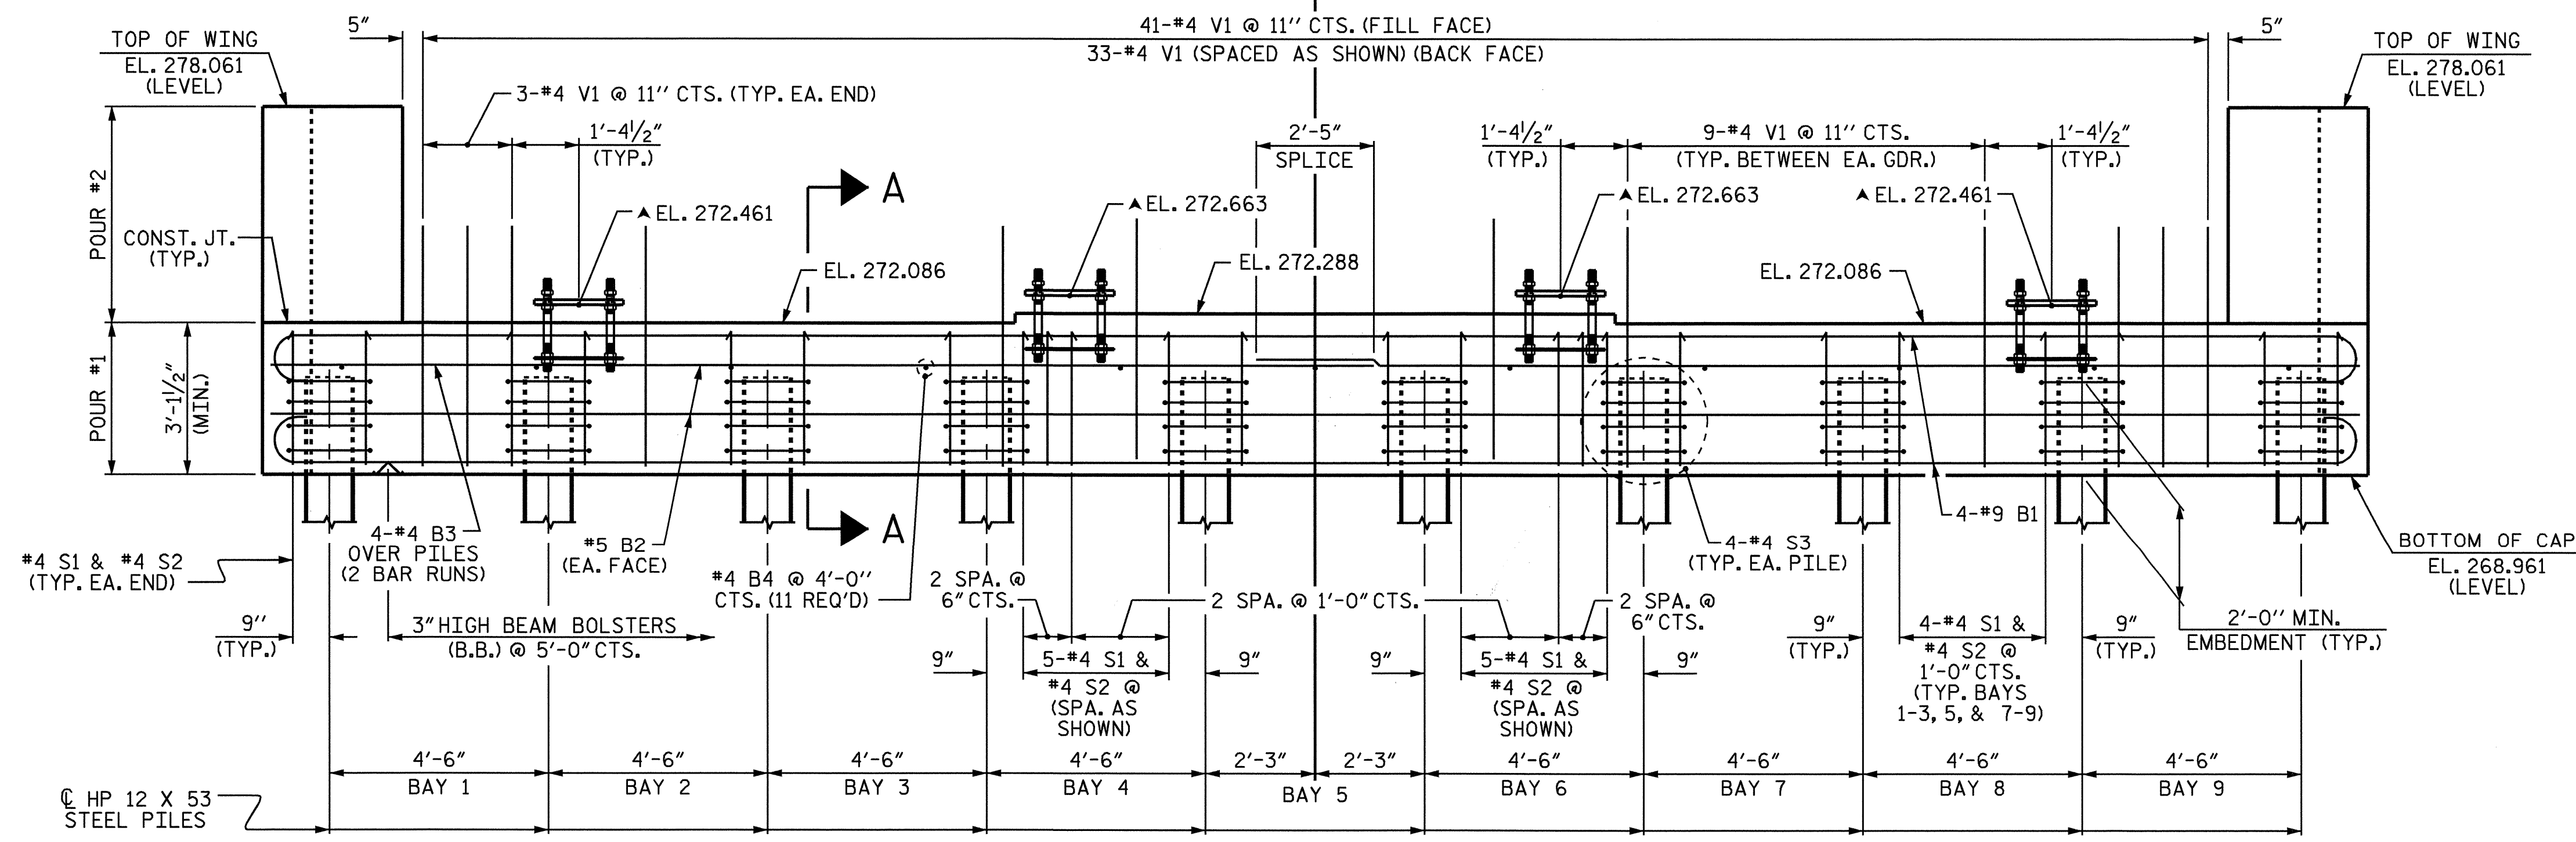 41-#4 V1 @ 11" CTS. (FILL FACE)
33-#4 V1 (SPACED AS SHOWN) (BACK FACE)
5"
5"
TOP OF WING
EL. 278.061
(LEVEL)
TOP OF WING
EL. 278.061
(LEVEL)
3-#4 V1 @ 11" CTS. (TYP. EA. END)
1'-4 1/2"
(TYP.)
2'-5"
SPLICE
1'-4 1/2"
(TYP.)
9-#4 V1 @ 11" CTS.
(TYP. BETWEEN EA. GDR.)
1'-4 1/2"
(TYP.)
POUR #2
A
EL. 272.461
EL. 272.663
EL. 272.663
EL. 272.461
CONST. JT.
(TYP.)
EL. 272.086
EL. 272.288
EL. 272.086
POUR #1
3'-1 1/2"
(MIN.)
A
4-#4 B3
OVER PILES
(2 BAR RUNS)
#5 B2
(EA. FACE)
4-#9 B1
4-#4 S3
(TYP. EA. PILE)
BOTTOM OF CAP
EL. 268.961
(LEVEL)
#4 S1 & #4 S2
(TYP. EA. END)
#4 B4 @ 4'-0"
CTS. (11 REQ'D)
2 SPA. @
6" CTS.
2 SPA. @ 1'-0" CTS.
2 SPA. @
6" CTS.
2'-0" MIN.
EMBEDMENT (TYP.)
9"
(TYP.)
3" HIGH BEAM BOLSTERS
(B.B.) @ 5'-0" CTS.
9"
5-#4 S1 &
#4 S2 @
(SPA. AS
SHOWN)
9"
9"
5-#4 S1 &
#4 S2 @
(SPA. AS
SHOWN)
9"
9"
(TYP.)
4-#4 S1 &
#4 S2 @
1'-0" CTS.
(TYP. BAYS
1-3, 5, & 7-9)
9"
(TYP.)
4'-6"
BAY 1
4'-6"
BAY 2
4'-6"
BAY 3
4'-6"
BAY 4
2'-3"
2'-3"
BAY 5
4'-6"
BAY 6
4'-6"
BAY 7
4'-6"
BAY 8
4'-6"
BAY 9
℄ HP 12 X 53
STEEL PILES